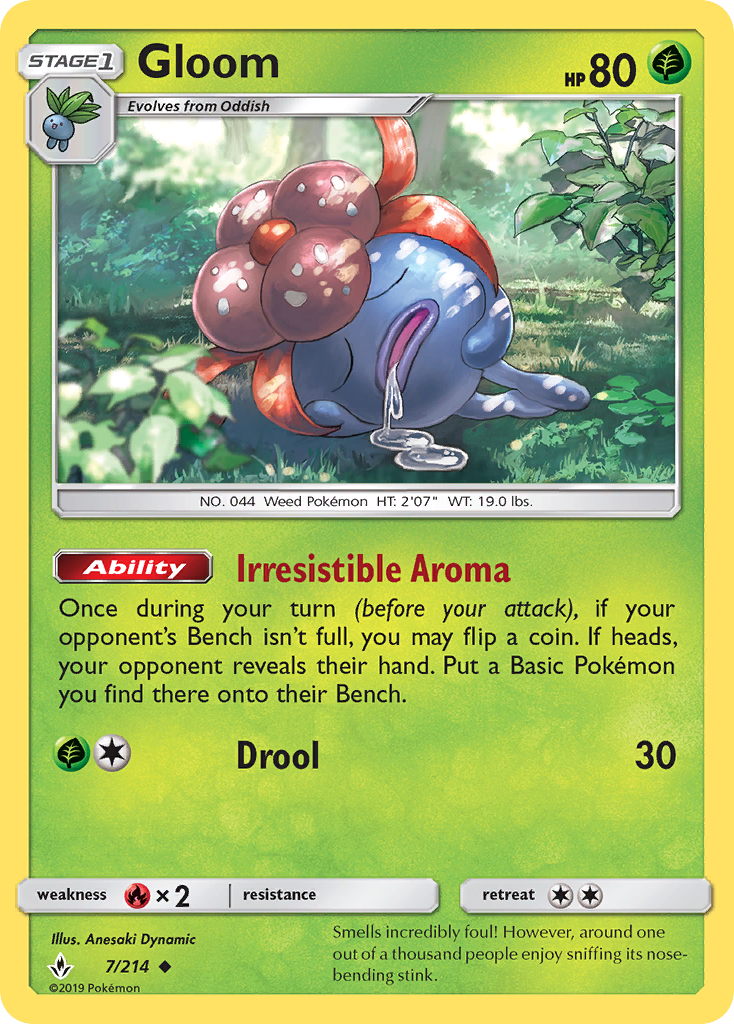 STAGE1 Gloom HP80
Evolves from Oddish
NO. 044 Weed Pokémon HT: 2'07" WT: 19.0 lbs.
Ability Irresistible Aroma
Once during your turn (before your attack), if your
opponent's Bench isn't full, you may flip a coin. If heads,
your opponent reveals their hand. Put a Basic Pokémon
you find there onto their Bench.
Drool 30
weakness ×2 resistance retreat
Illus. Anesaki Dynamic
7/214
©2019 Pokémon
Smells incredibly foul! However, around one
out of a thousand people enjoy sniffing its nose-
bending stink.